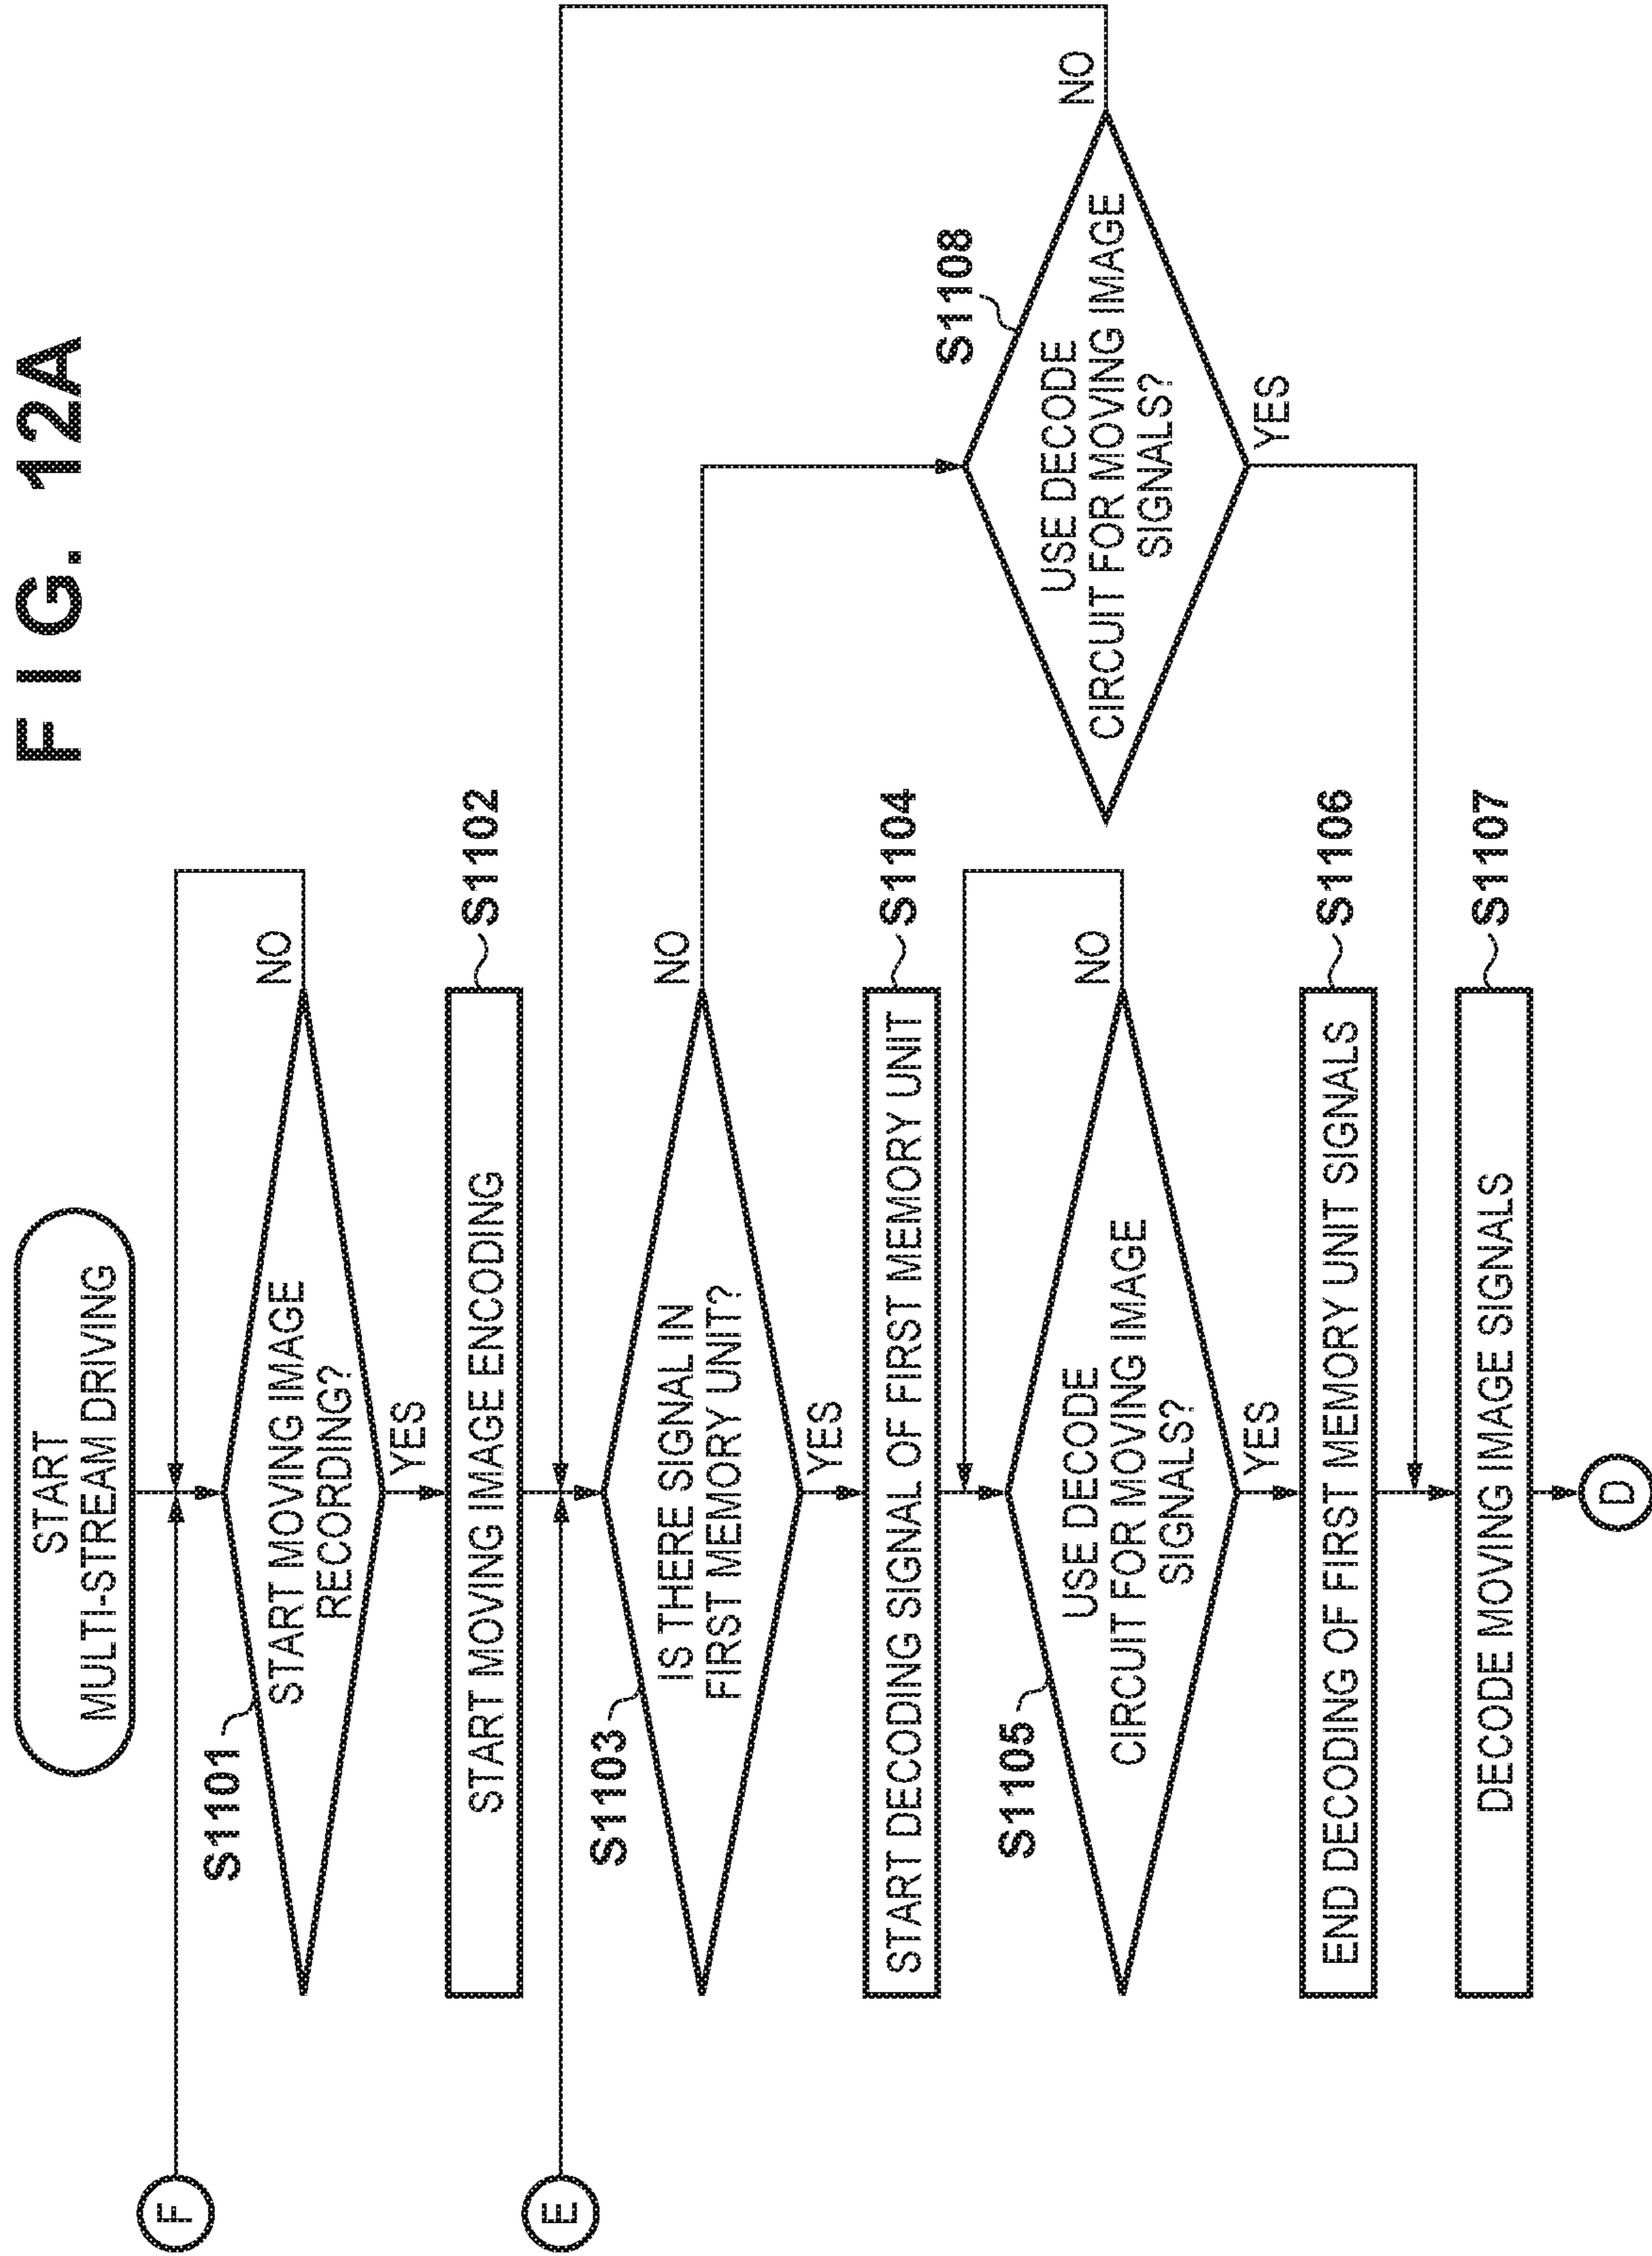 FIG. 12A
START
MULTI-STREAM DRIVING
F
S1101
START MOVING IMAGE
RECORDING?
NO
YES
START MOVING IMAGE ENCODING
S1102
E
S1103
IS THERE SIGNAL IN
FIRST MEMORY UNIT?
NO
YES
START DECODING SIGNAL OF FIRST MEMORY UNIT
S1104
S1105
USE DECODE
CIRCUIT FOR MOVING IMAGE
SIGNALS?
NO
YES
S1108
USE DECODE
CIRCUIT FOR MOVING IMAGE
SIGNALS?
NO
YES
END DECODING OF FIRST MEMORY UNIT SIGNALS
S1106
DECODE MOVING IMAGE SIGNALS
S1107
D